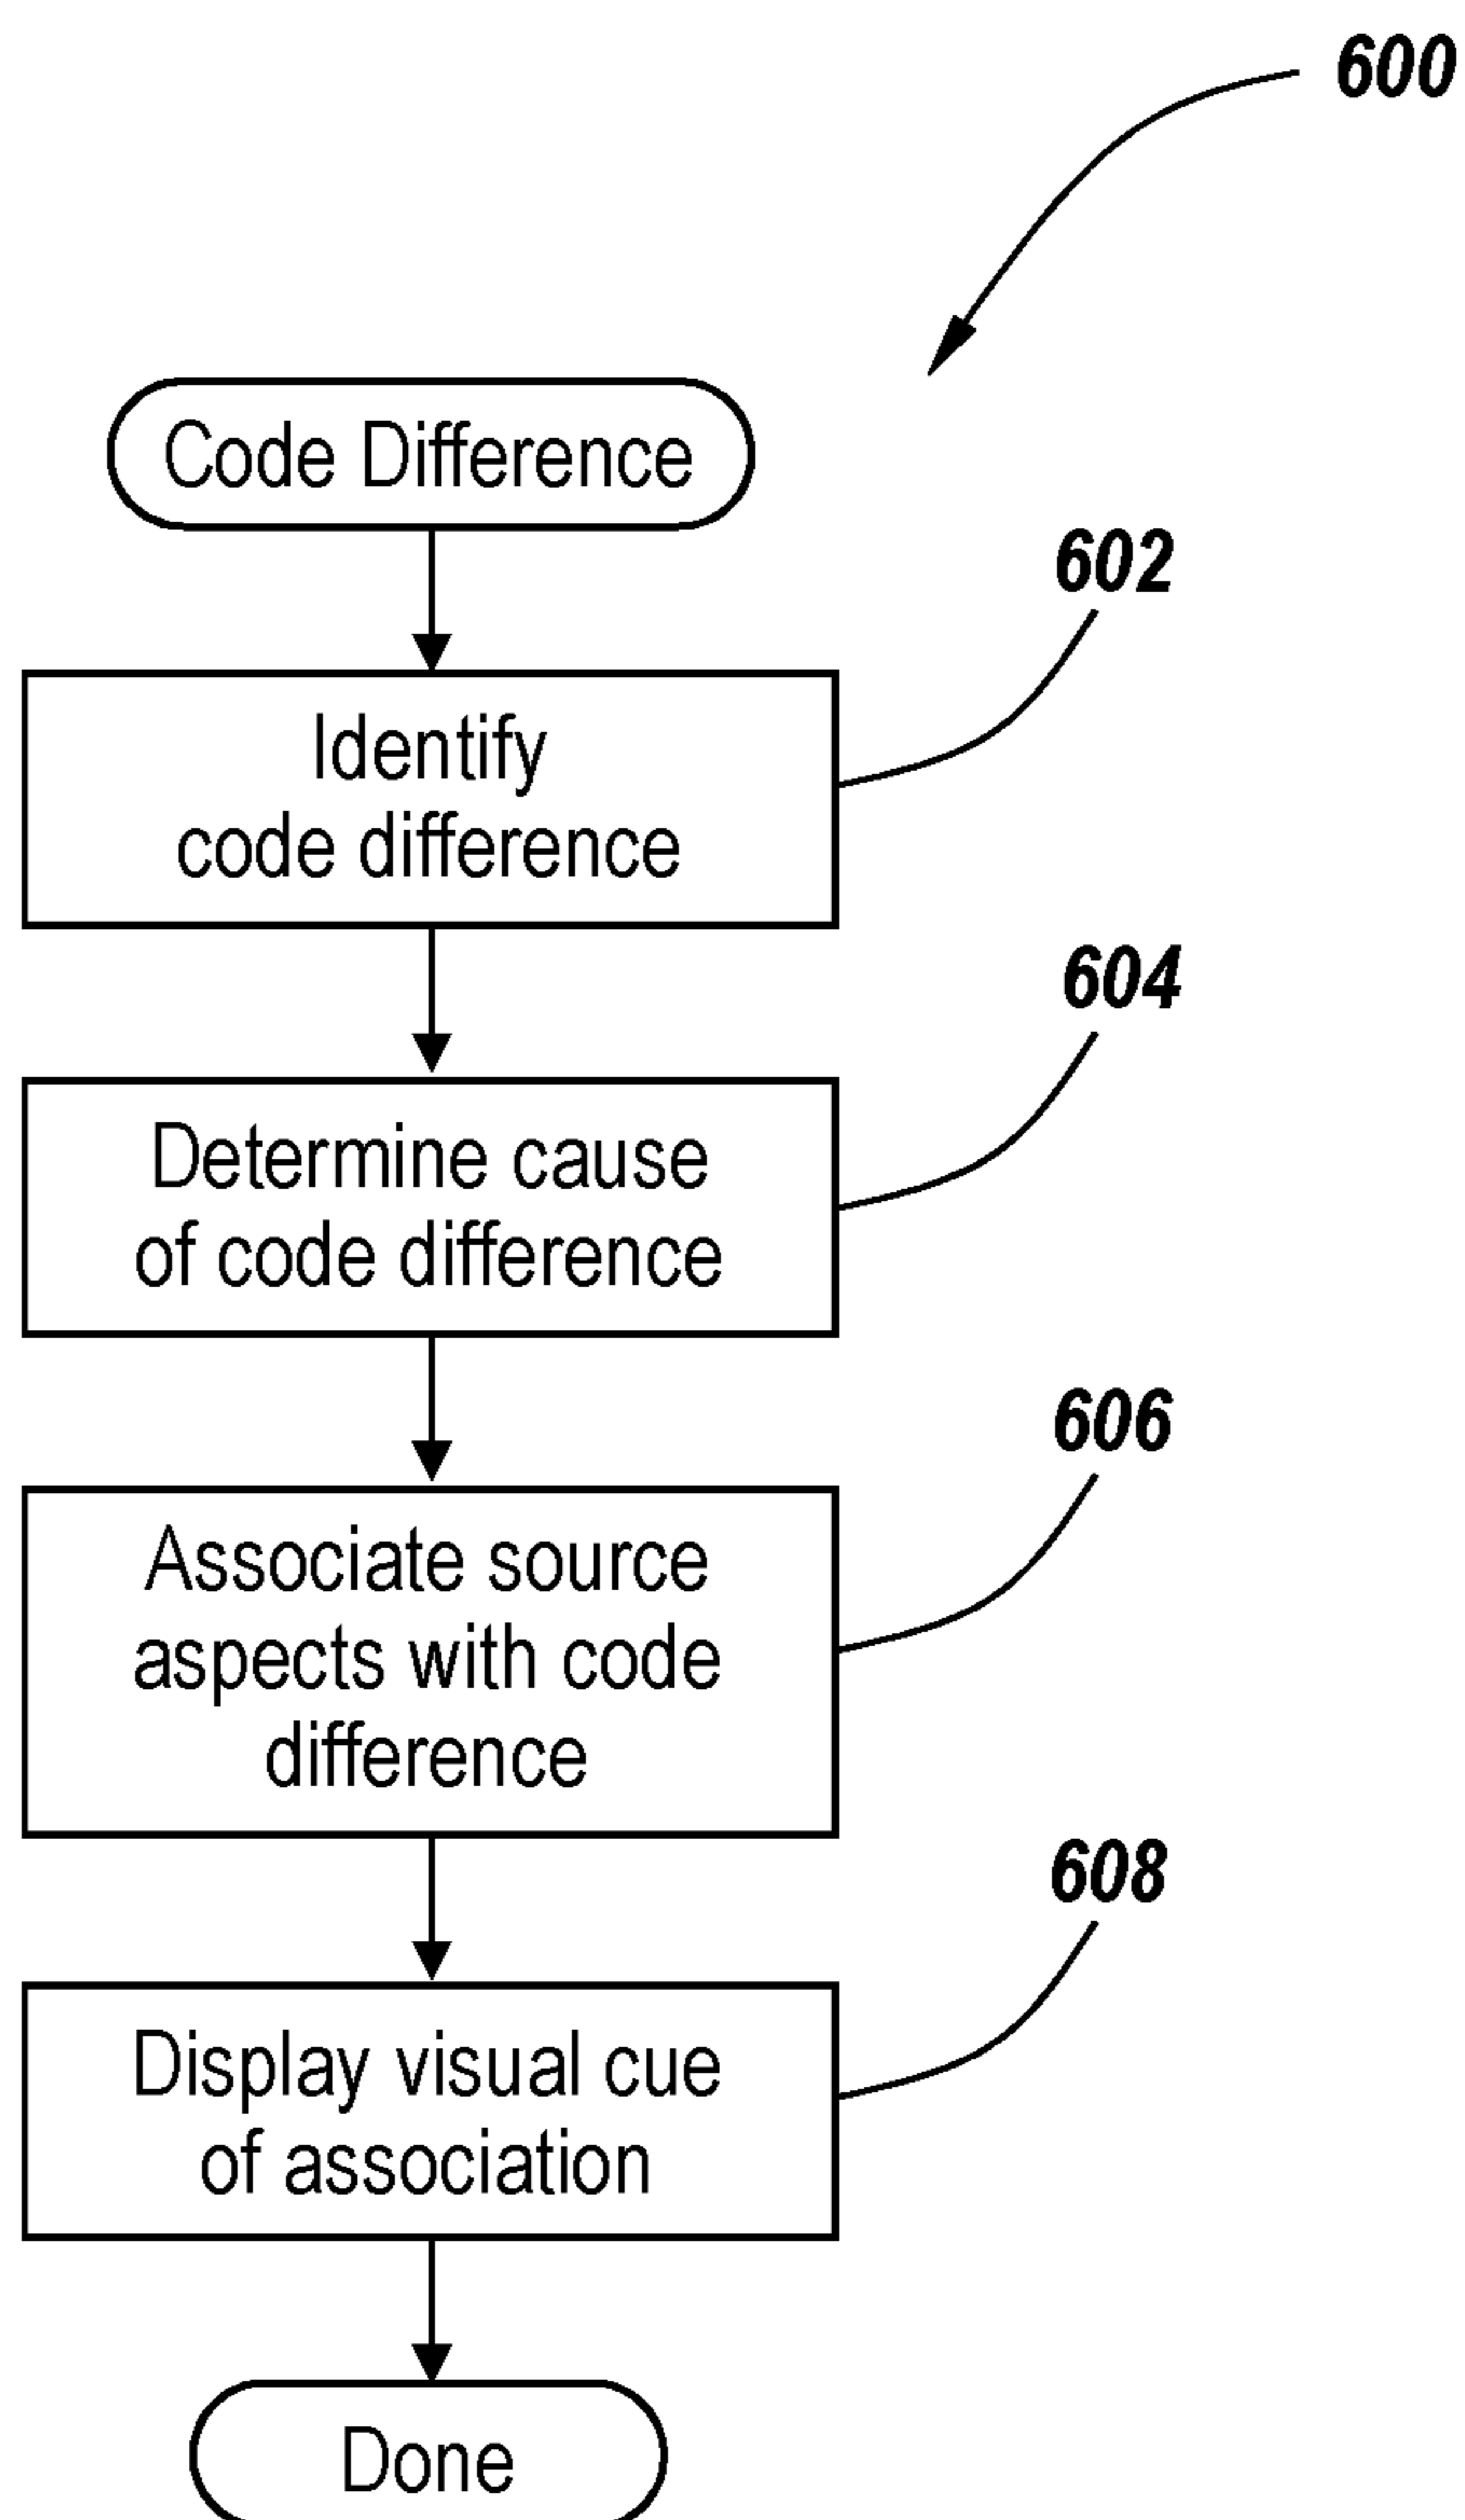 600
Code Difference
602
Identify
code difference
604
Determine cause
of code difference
606
Associate source
aspects with code
difference
608
Display visual cue
of association
Done